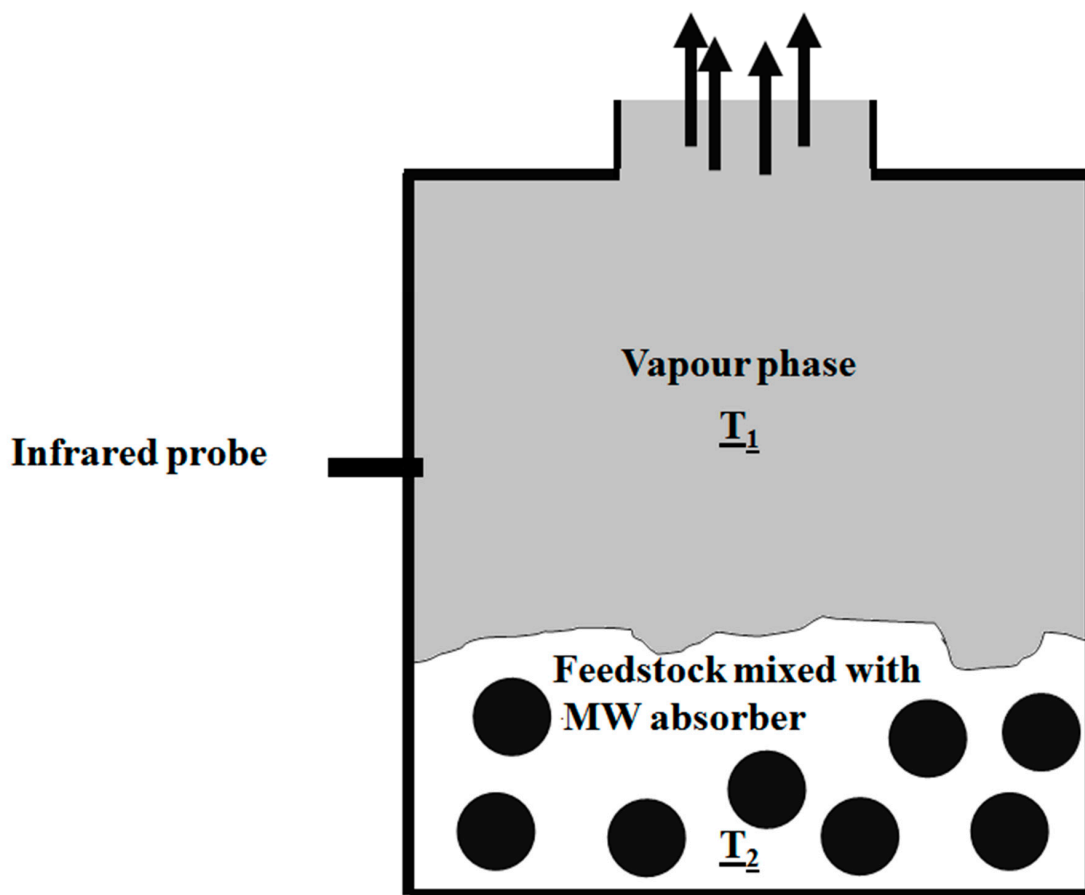 Vapour phase
T1
Infrared probe
Feedstock mixed with
MW absorber
T2